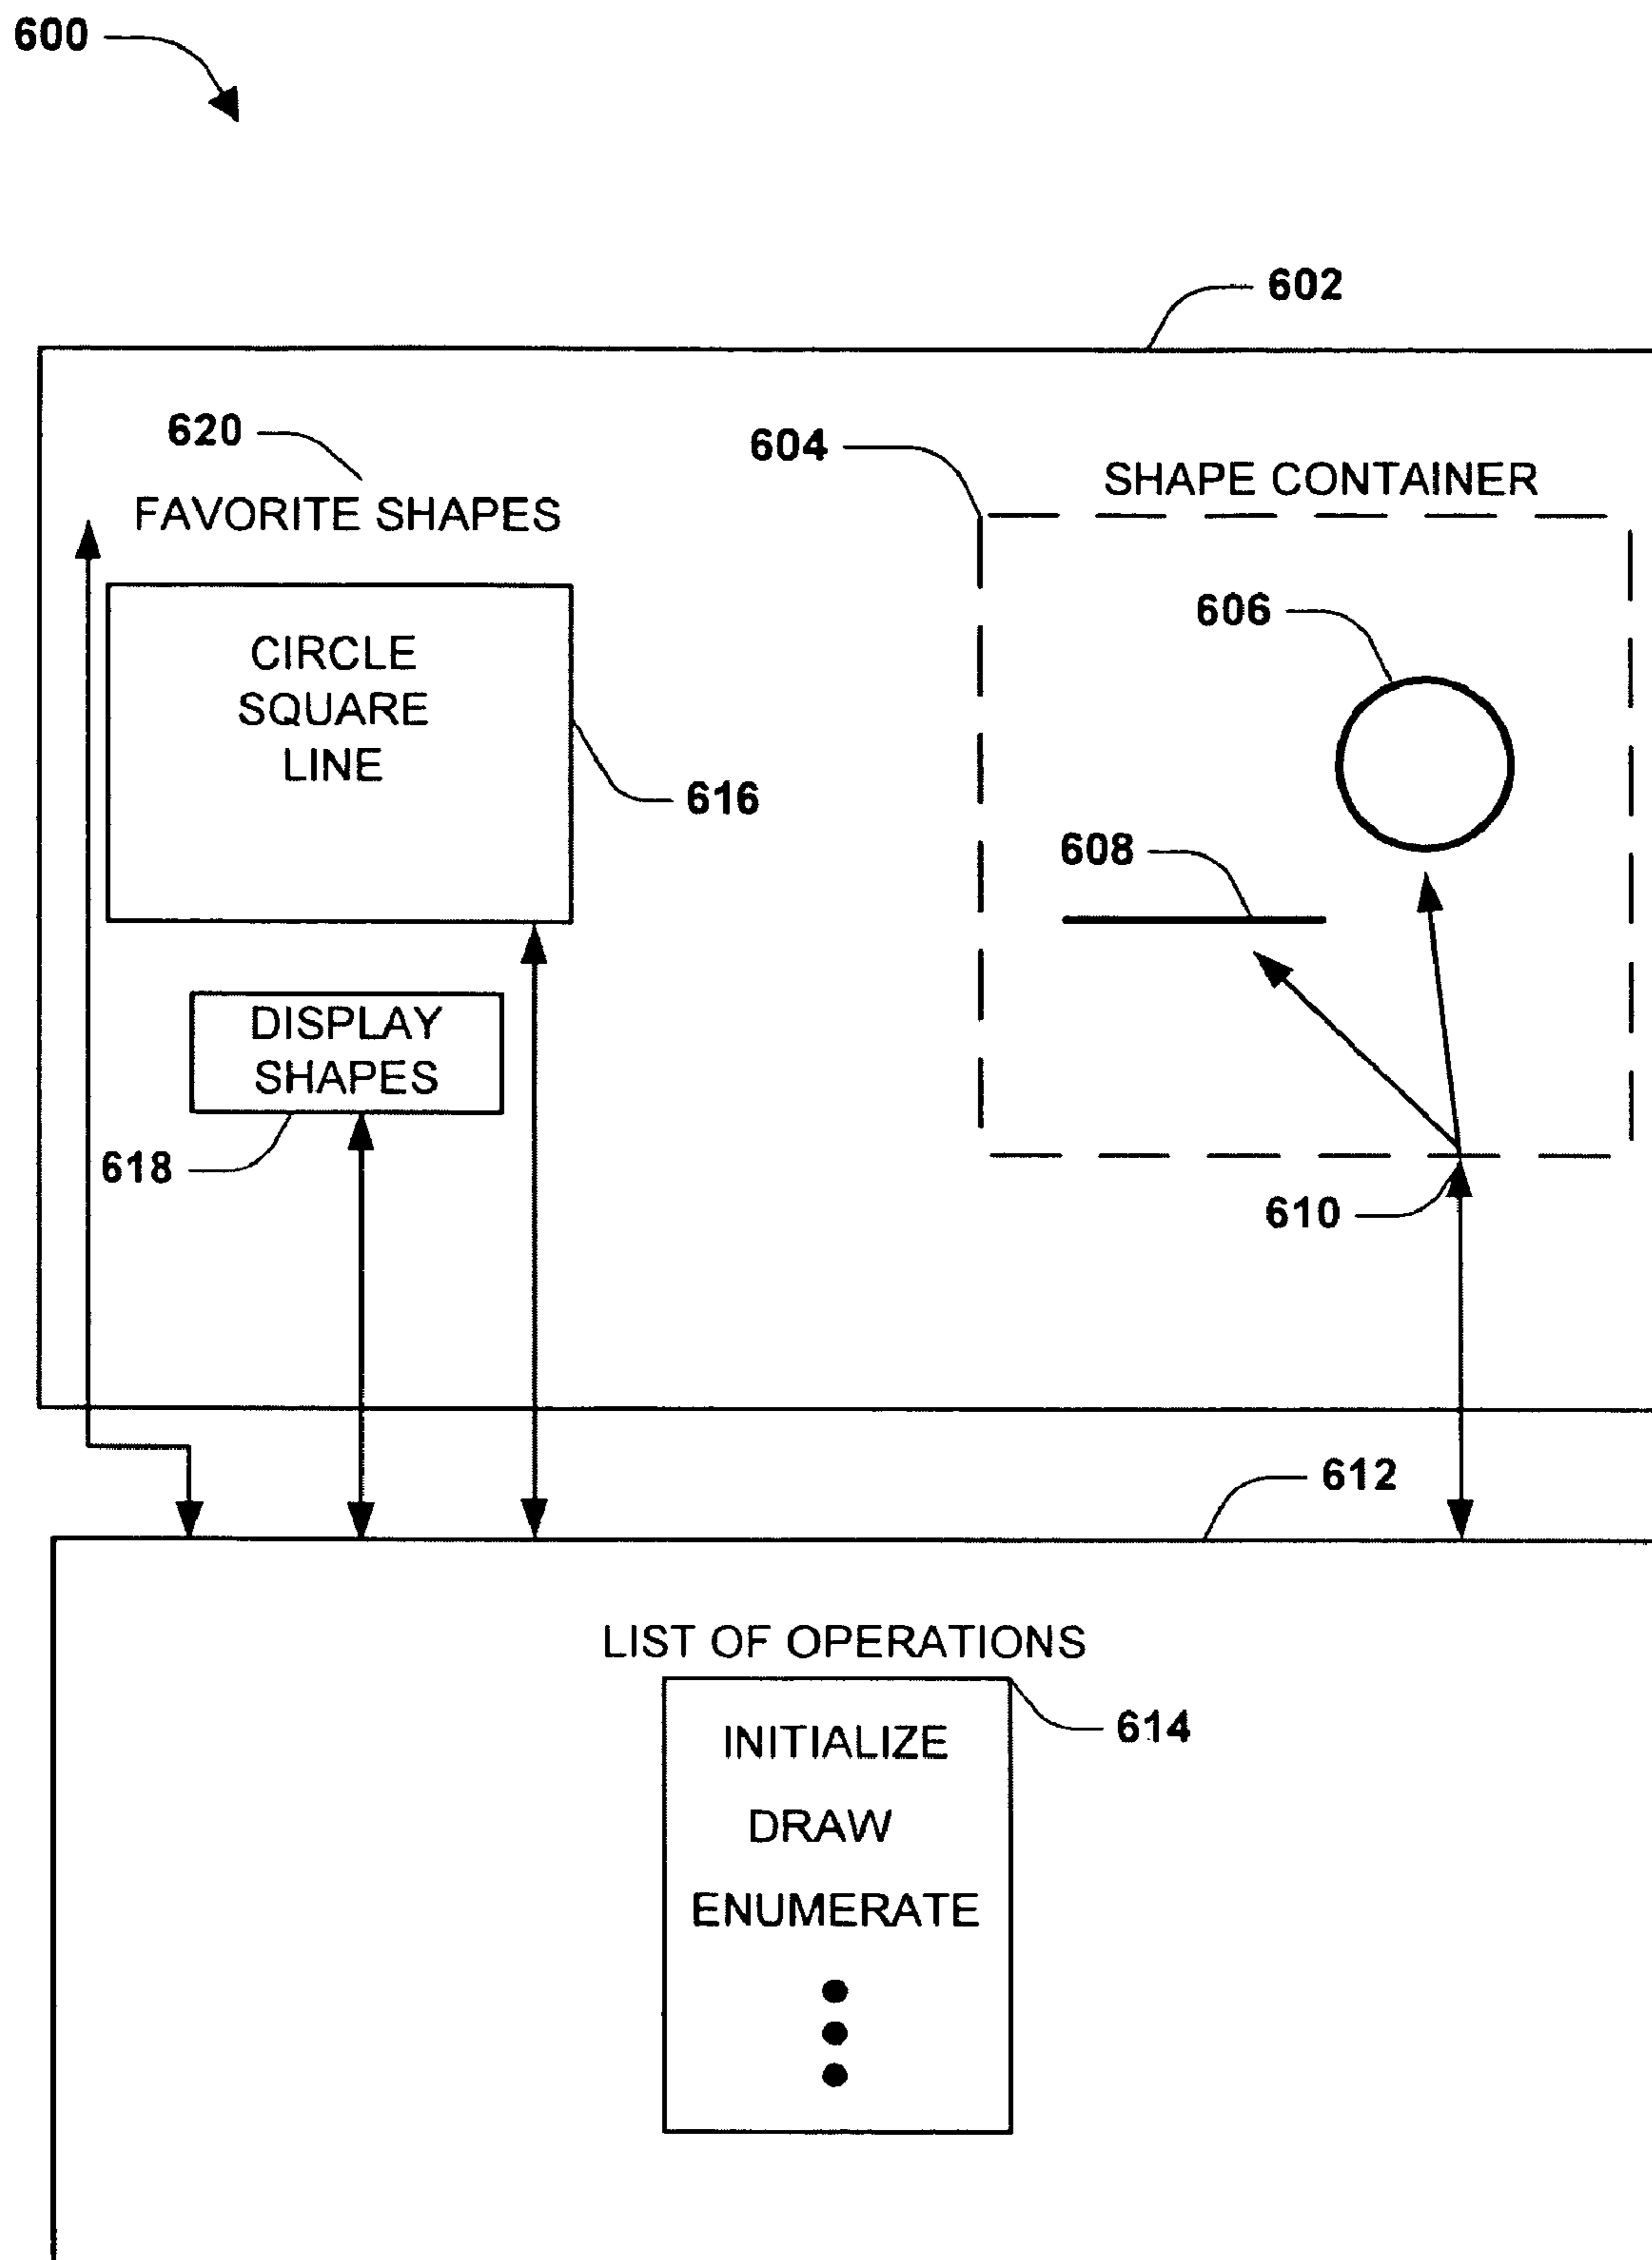 600
602
620
FAVORITE SHAPES
604
SHAPE CONTAINER
606
CIRCLE
SQUARE
LINE
616
608
DISPLAY
SHAPES
618
610
612
LIST OF OPERATIONS
614
INITIALIZE
DRAW
ENUMERATE